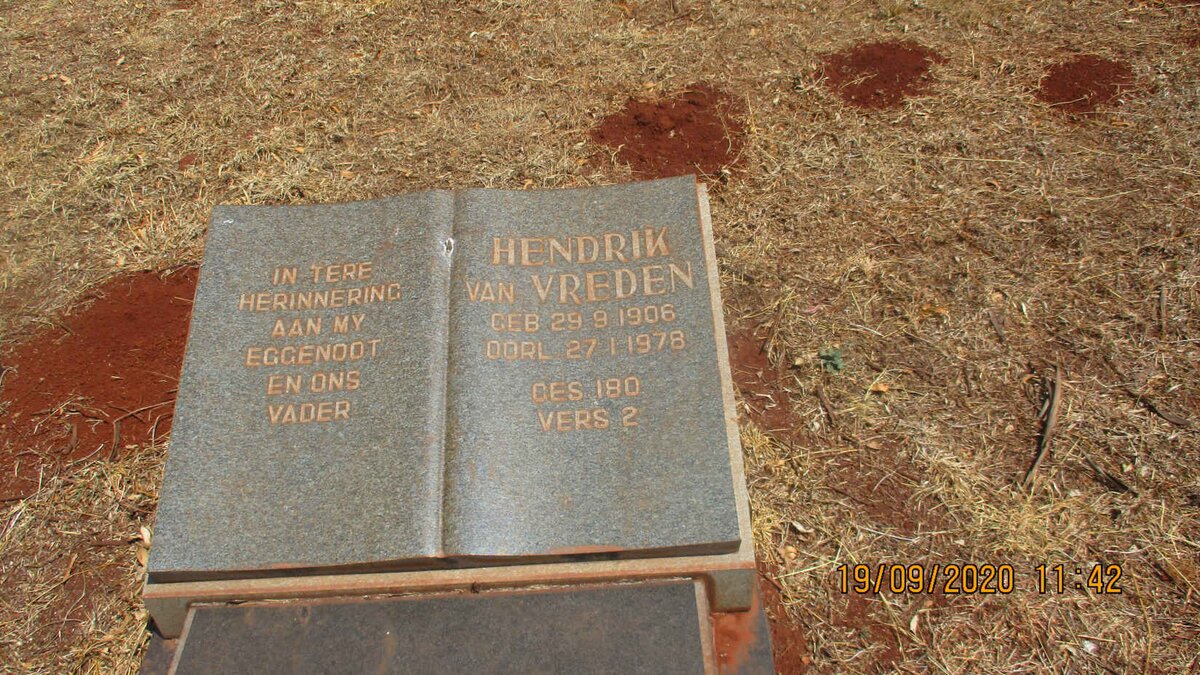 IN TERE
HERINNERING
AAN MY
EGGENOOT
EN ONS
VADER
HENDRIK
VAN VREDEN
GEB 29 9 1906
OORL 27 1 1978
GES 180
VERS 2
19/09/2020 11:42